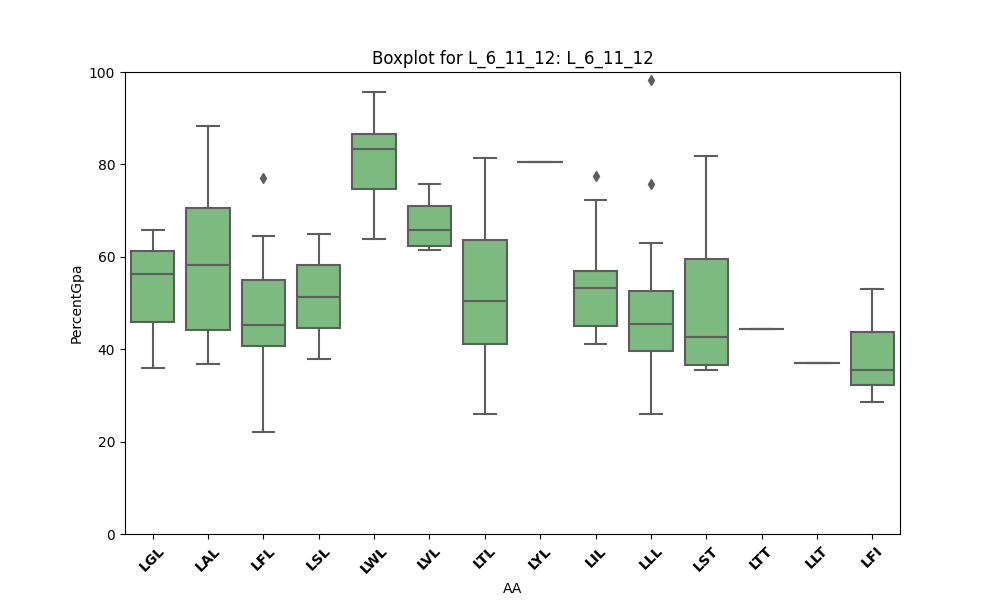 Boxplot for L_6_11_12: L_6_11_12
100
80
60
40
20
0
PercentGpa
LGL LAL LFL LSL LWL LVL LTL LYL LIL LLL LST LTT LLT LFI
AA